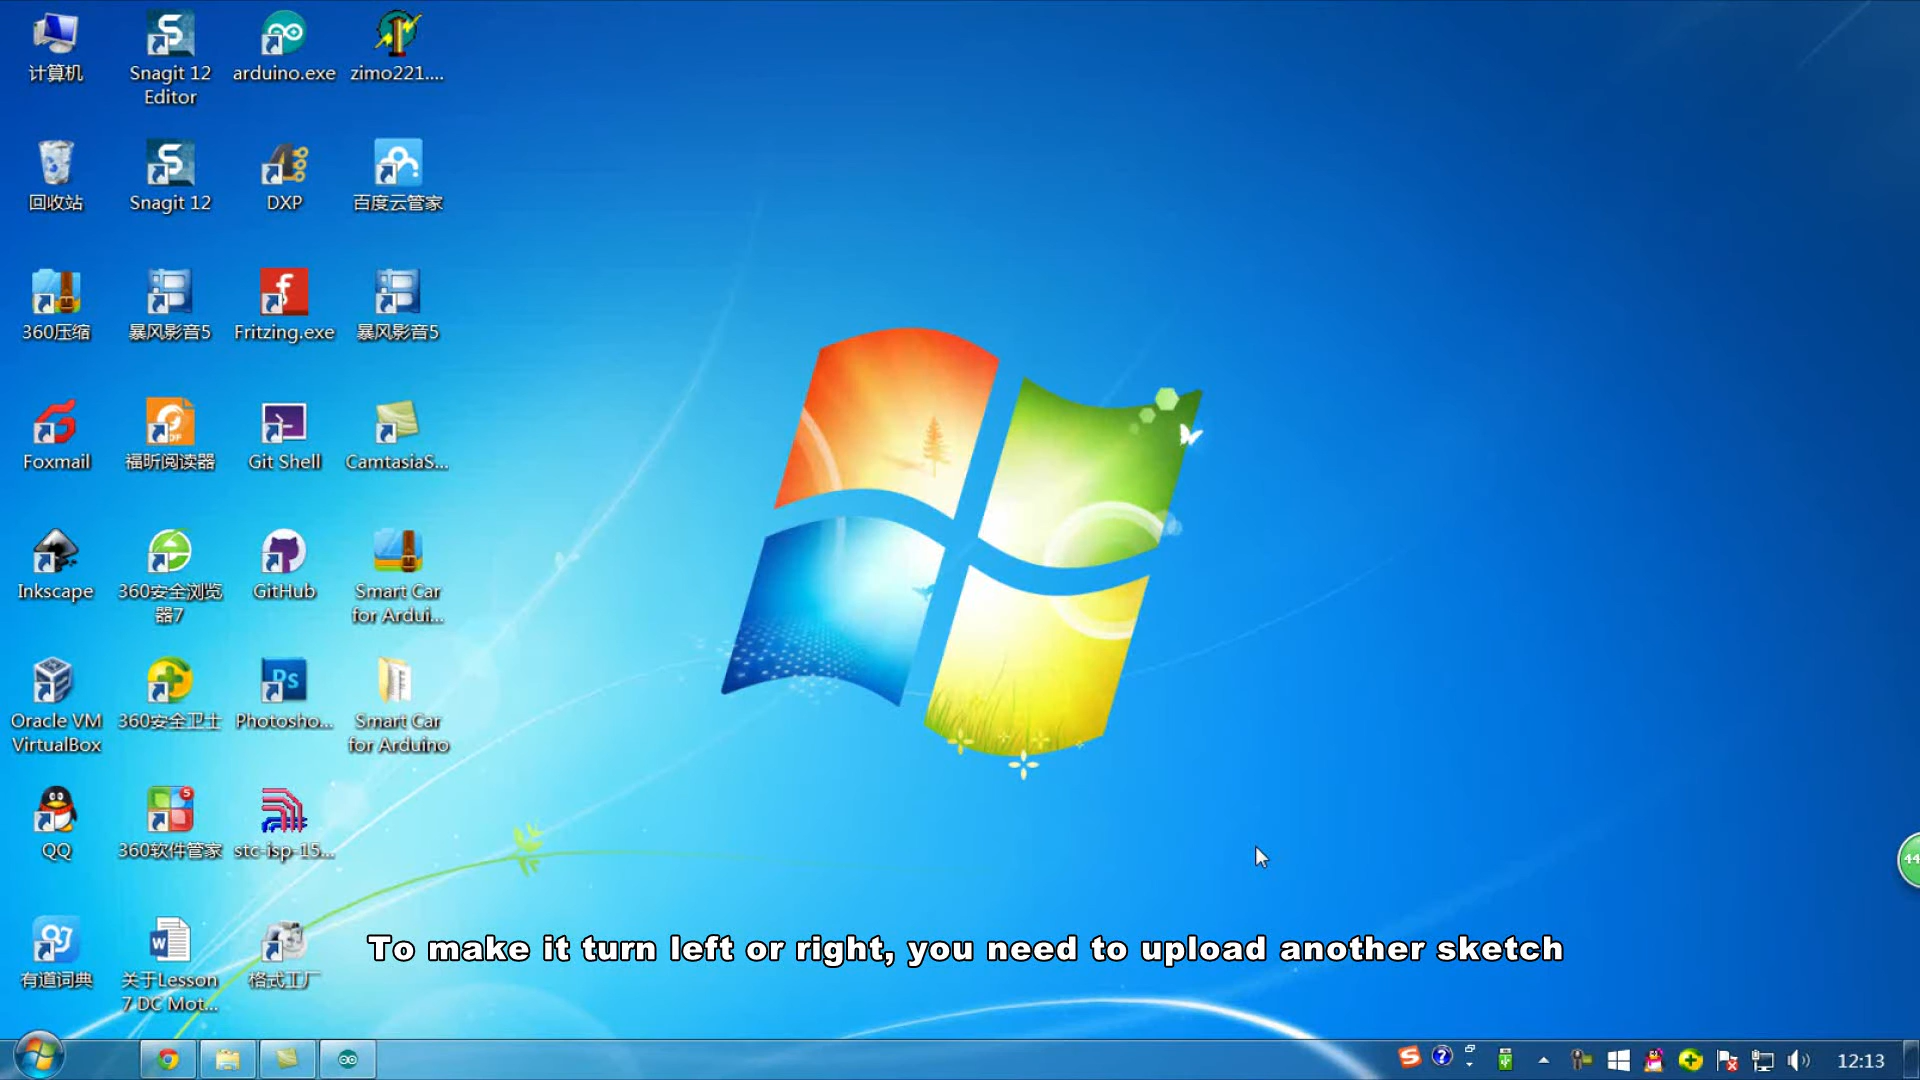 计算机
Snagit 12
Editor
arduino.exe
zimo221....
回收站
Snagit 12
DXP
百度云管家
360压缩
暴风影音5
Fritzing.exe
暴风影音5
Foxmail
福昕阅读器
Git Shell
CamtasiaS...
Inkscape
360安全浏览
器7
GitHub
Smart Car
for Ardui...
Oracle VM
VirtualBox
360安全卫士
Photosho...
Smart Car
for Arduino
QQ
360软件管家
stc-isp-15...
44
有道词典
关于Lesson
7 DC Mot...
格式工厂
To make it turn left or right, you need to upload another sketch
12:13